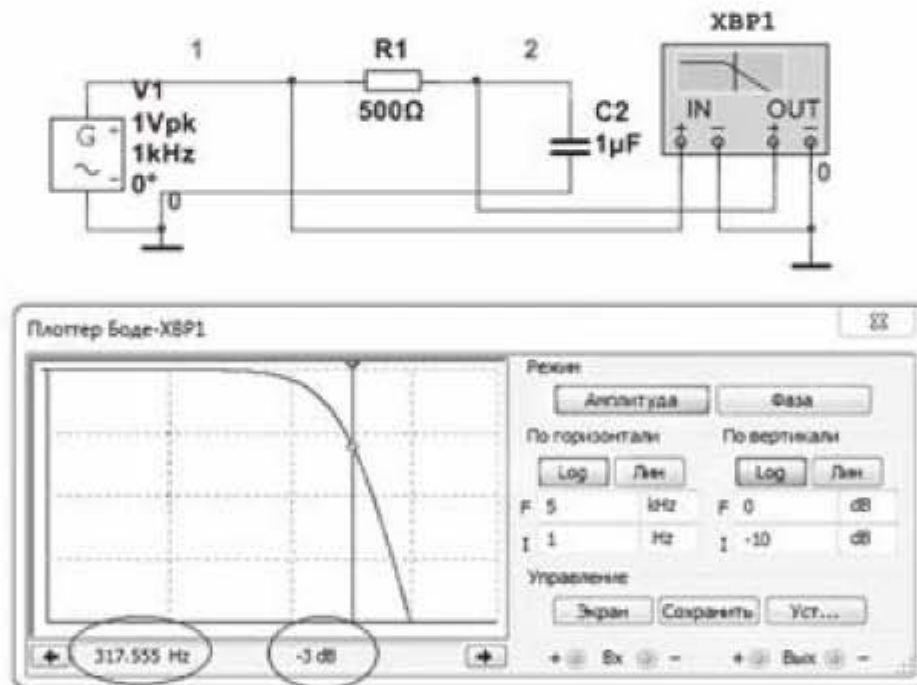 XBP1
1
R1
2
V1
1Vpk
1kHz
0°
G
+
~
−
500Ω
C2
1µF
IN
OUT
+ − + −
0
0
Плоттер Боде-XBP1
Режим
Амплитуда
Фаза
По горизонтали
По вертикали
Log
Лин
Log
Лин
F 5 kHz
F 0 dB
I 1 Hz
I -10 dB
Управление
Экран
Сохранить
Уст...
317.555 Hz
-3 dB
+ Вх −
+ Вых −